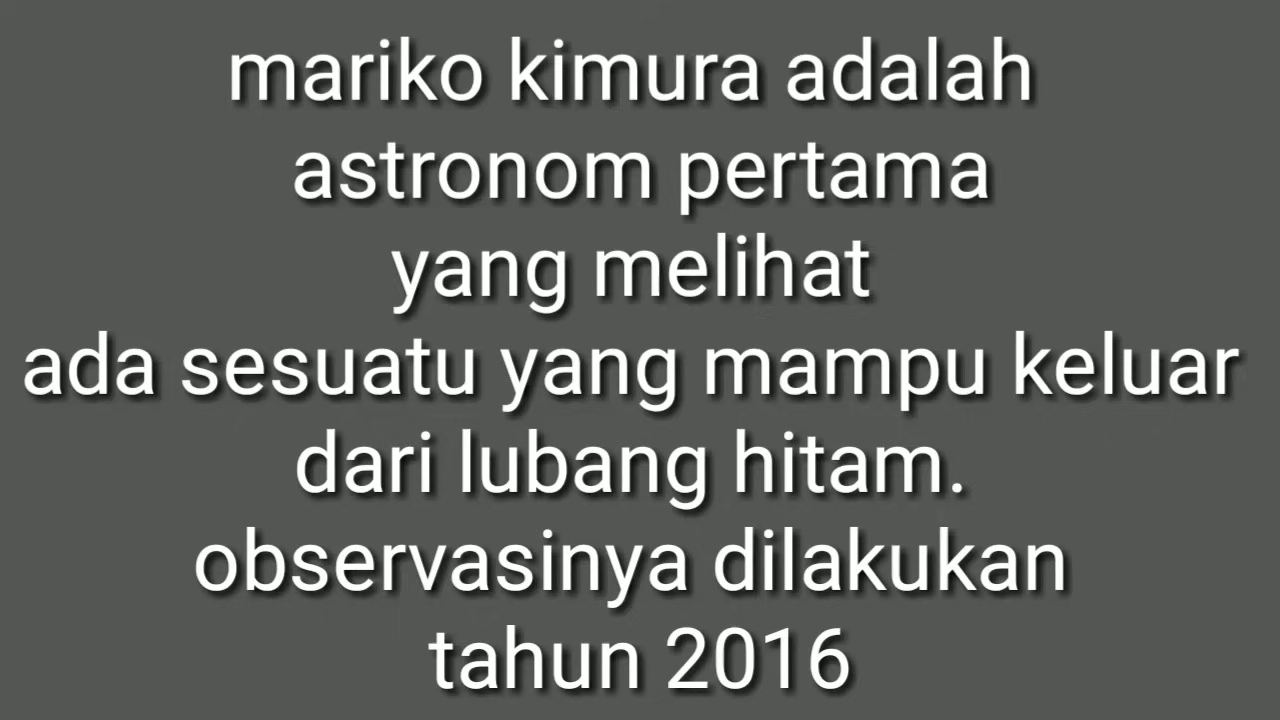 mariko kimura adalah
astronom pertama
yang melihat
ada sesuatu yang mampu keluar
dari lubang hitam.
observasinya dilakukan
tahun 2016